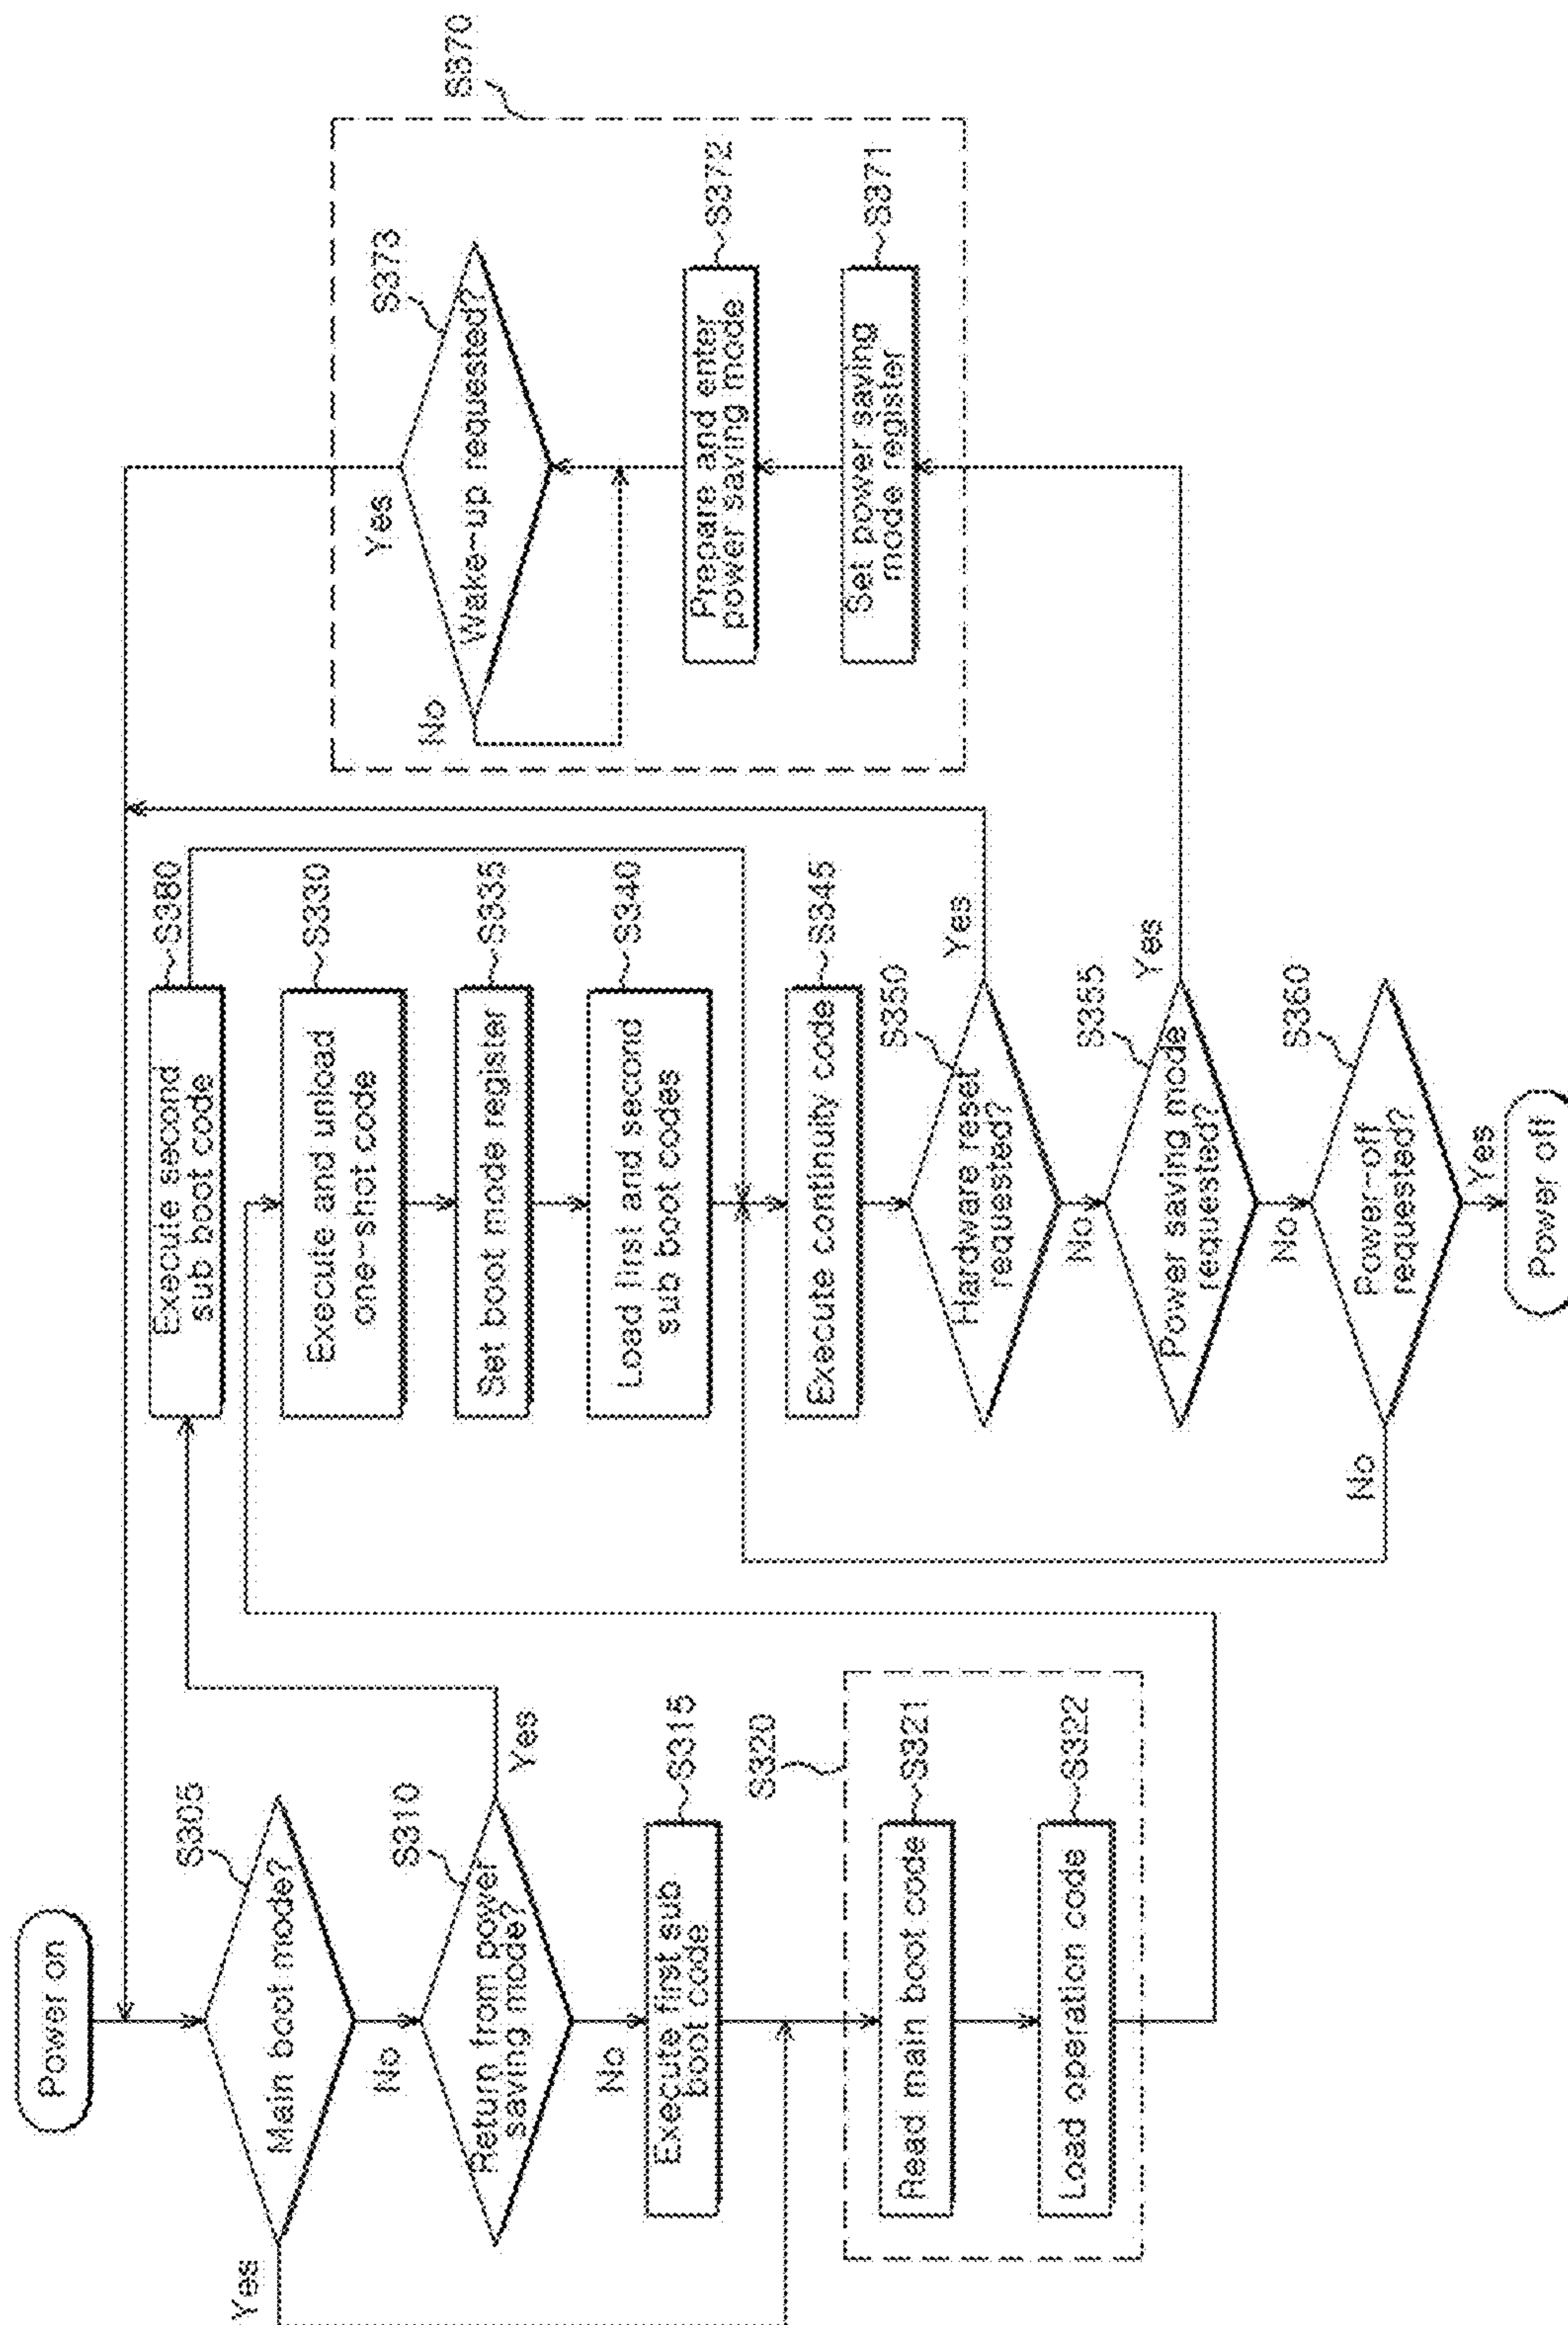 Power on
S305
Main boot mode?
Yes
No
S310
Return from power
saving mode?
Yes
No
S315
Execute first sub
boot code
S320
S321
Read main boot code
S322
Load operation code
S380
Execute second
sub boot code
S330
Execute and unload
one-shot code
S335
Set boot mode register
S340
Load first and second
sub boot codes
S345
Execute continuity code
S350
Hardware reset
requested?
Yes
No
S355
Power saving mode
requested?
Yes
No
S360
Power-off
requested?
No
Yes
Power off
S370
S373
Wake-up requested?
Yes
No
S372
Prepare and enter
power saving mode
S371
Set power saving
mode register